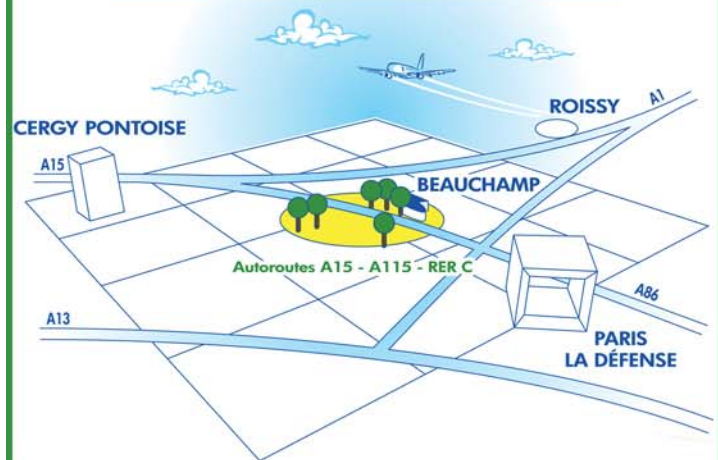 ROISSY
A1
CERGY PONTOISE
A15
BEAUCHAMP
Autoroutes A15 - A115 - RER C
A86
A13
PARIS
LA DÉFENSE